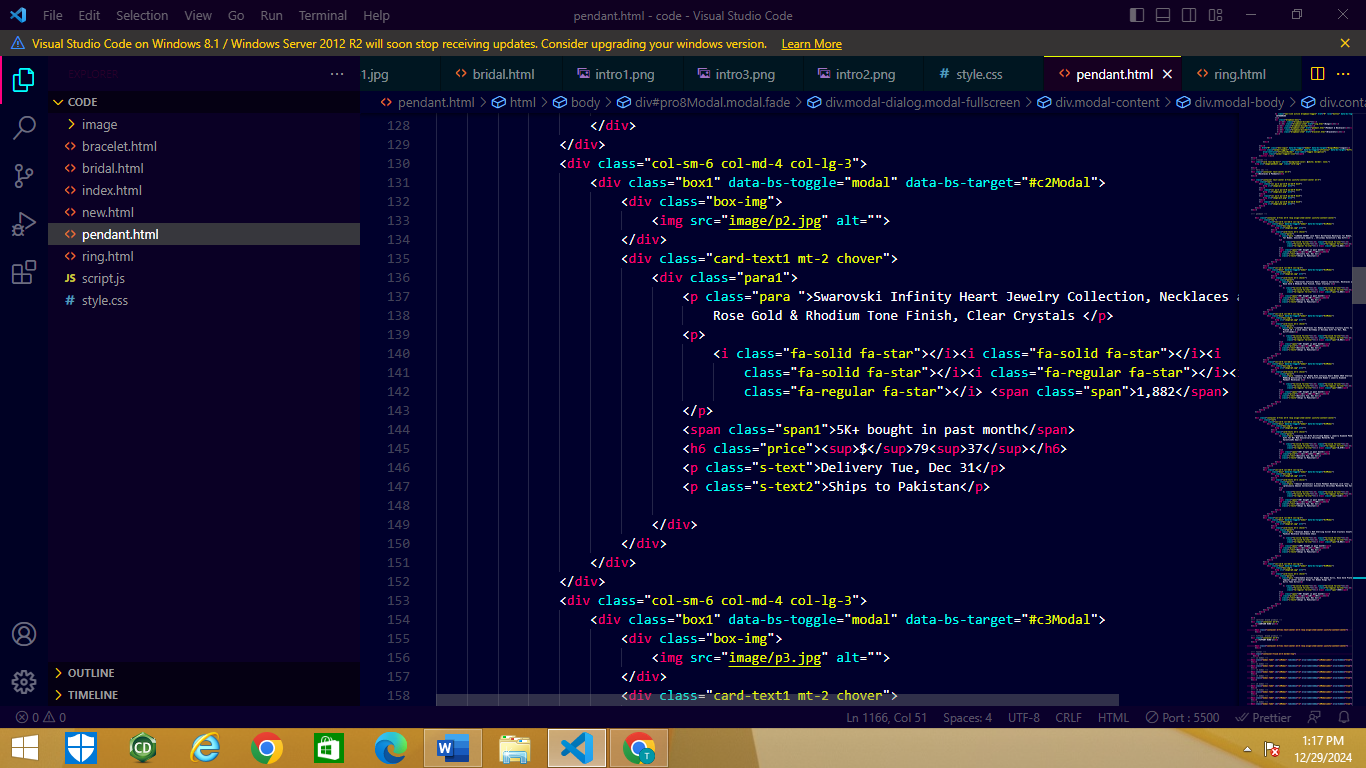 File Edit Selection View Go Run Terminal Help pendant.html - code - Visual Studio Code
Visual Studio Code on Windows 8.1 / Windows Server 2012 R2 will soon stop receiving updates. Consider upgrading your windows version. Learn More
EXPLORER
1.jpg bridal.html intro1.png intro3.png intro2.png style.css pendant.html ring.html
pendant.html > html > body > div#pro8Modal.modal.fade > div.modal-dialog.modal-fullscreen > div.modal-content > div.modal-body > div.conta
CODE
image
bracelet.html
bridal.html
index.html
new.html
pendant.html
ring.html
JS script.js
# style.css
OUTLINE
TIMELINE
128 </div>
129 </div>
130 <div class="col-sm-6 col-md-4 col-lg-3">
131 <div class="box1" data-bs-toggle="modal" data-bs-target="#c2Modal">
132 <div class="box-img">
133 <img src="image/p2.jpg" alt="">
134 </div>
135 <div class="card-text1 mt-2 chover">
136 <div class="para1">
137 <p class="para ">Swarovski Infinity Heart Jewelry Collection, Necklaces
138 Rose Gold & Rhodium Tone Finish, Clear Crystals </p>
139 <p>
140 <i class="fa-solid fa-star"></i><i class="fa-solid fa-star"></i><i
141 class="fa-solid fa-star"></i><i class="fa-regular fa-star"></i><
142 class="fa-regular fa-star"></i> <span class="span">1,882</span>
143 </p>
144 <span class="span1">5K+ bought in past month</span>
145 <h6 class="price"><sup>$</sup>79<sup>37</sup></h6>
146 <p class="s-text">Delivery Tue, Dec 31</p>
147 <p class="s-text2">Ships to Pakistan</p>
148
149 </div>
150 </div>
151 </div>
152 </div>
153 <div class="col-sm-6 col-md-4 col-lg-3">
154 <div class="box1" data-bs-toggle="modal" data-bs-target="#c3Modal">
155 <div class="box-img">
156 <img src="image/p3.jpg" alt="">
157 </div>
158 <div class="card-text1 mt-2 chover">
0 0 Ln 1166, Col 51 Spaces: 4 UTF-8 CRLF HTML Port : 5500 Prettier
1:17 PM
12/29/2024